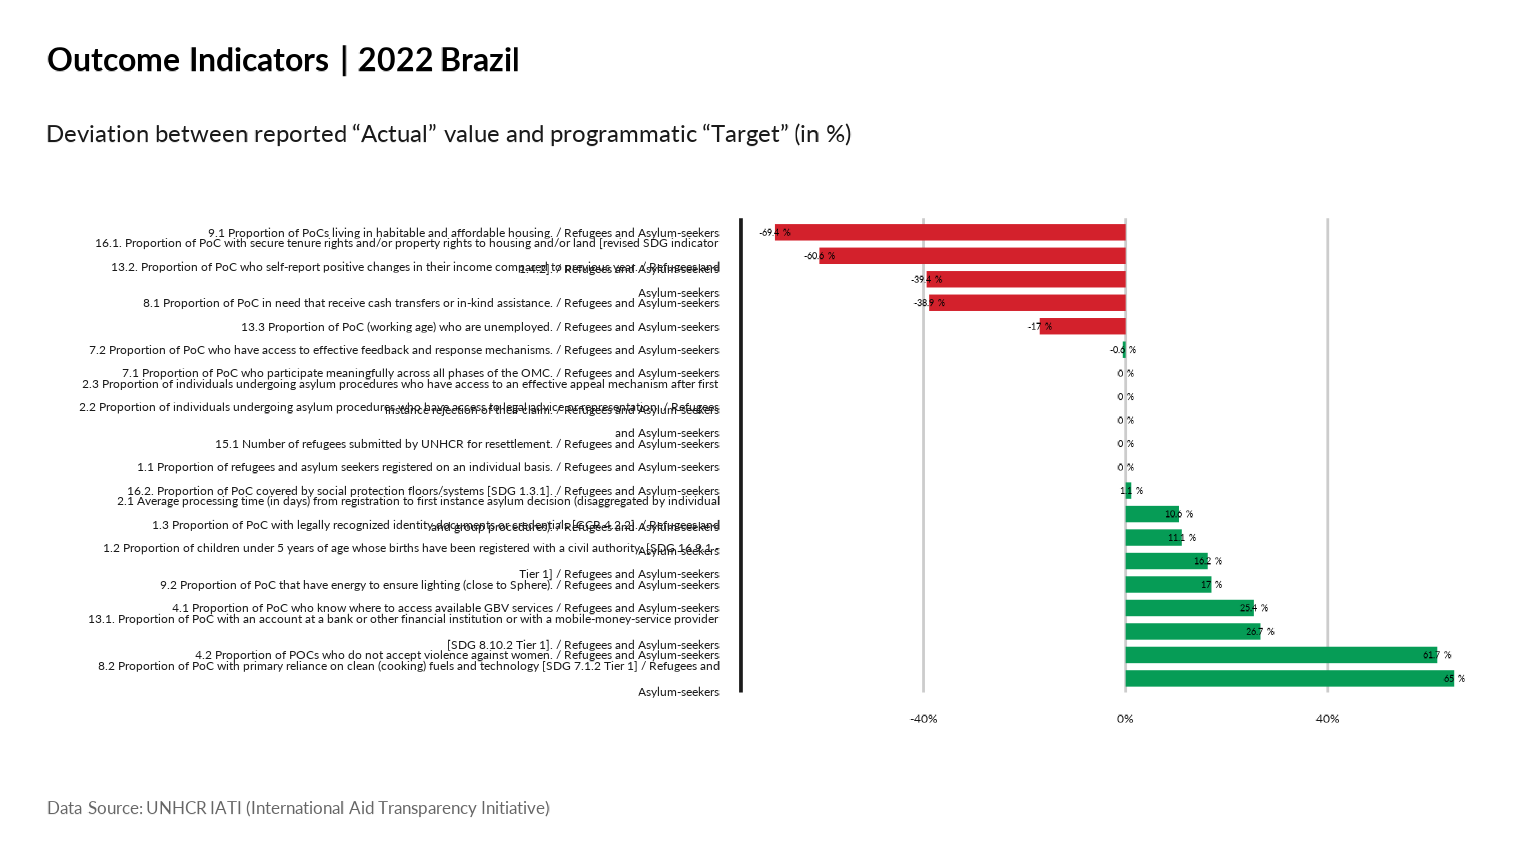 Outcome Indicators | 2022 Brazil
Deviation between reported “Actual” value and programmatic “Target” (in %)
9.1 Proportion of PoCs living in habitable and affordable housing. / Refugees and Asylum-seekers
-69.4 %
16.1. Proportion of PoC with secure tenure rights and/or property rights to housing and/or land [revised SDG indicator
1.4.2]. / Refugees and Asylum-seekers
-60.6 %
13.2. Proportion of PoC who self-report positive changes in their income compared to previous year. / Refugees and
Asylum-seekers
-39.4 %
8.1 Proportion of PoC in need that receive cash transfers or in-kind assistance. / Refugees and Asylum-seekers
-38.9 %
13.3 Proportion of PoC (working age) who are unemployed. / Refugees and Asylum-seekers
-17 %
7.2 Proportion of PoC who have access to effective feedback and response mechanisms. / Refugees and Asylum-seekers
-0.6 %
7.1 Proportion of PoC who participate meaningfully across all phases of the OMC. / Refugees and Asylum-seekers
0 %
2.3 Proportion of individuals undergoing asylum procedures who have access to an effective appeal mechanism after first
instance rejection of their claim. / Refugees and Asylum-seekers
0 %
2.2 Proportion of individuals undergoing asylum procedures who have access to legal advice or representation. / Refugees
and Asylum-seekers
0 %
15.1 Number of refugees submitted by UNHCR for resettlement. / Refugees and Asylum-seekers
0 %
1.1 Proportion of refugees and asylum seekers registered on an individual basis. / Refugees and Asylum-seekers
0 %
16.2. Proportion of PoC covered by social protection floors/systems [SDG 1.3.1]. / Refugees and Asylum-seekers
1.1 %
2.1 Average processing time (in days) from registration to first instance asylum decision (disaggregated by individual
and group procedures). / Refugees and Asylum-seekers
10.6 %
1.3 Proportion of PoC with legally recognized identity documents or credentials [GCR 4.2.2]. / Refugees and
Asylum-seekers
11.1 %
1.2 Proportion of children under 5 years of age whose births have been registered with a civil authority. [SDG 16.9.1 -
Tier 1] / Refugees and Asylum-seekers
16.2 %
9.2 Proportion of PoC that have energy to ensure lighting (close to Sphere). / Refugees and Asylum-seekers
17 %
4.1 Proportion of PoC who know where to access available GBV services / Refugees and Asylum-seekers
25.4 %
13.1. Proportion of PoC with an account at a bank or other financial institution or with a mobile-money-service provider
[SDG 8.10.2 Tier 1]. / Refugees and Asylum-seekers
26.7 %
4.2 Proportion of POCs who do not accept violence against women. / Refugees and Asylum-seekers
61.7 %
8.2 Proportion of PoC with primary reliance on clean (cooking) fuels and technology [SDG 7.1.2 Tier 1] / Refugees and
Asylum-seekers
65 %
-40%
0%
40%
Data Source: UNHCR IATI (International Aid Transparency Initiative)